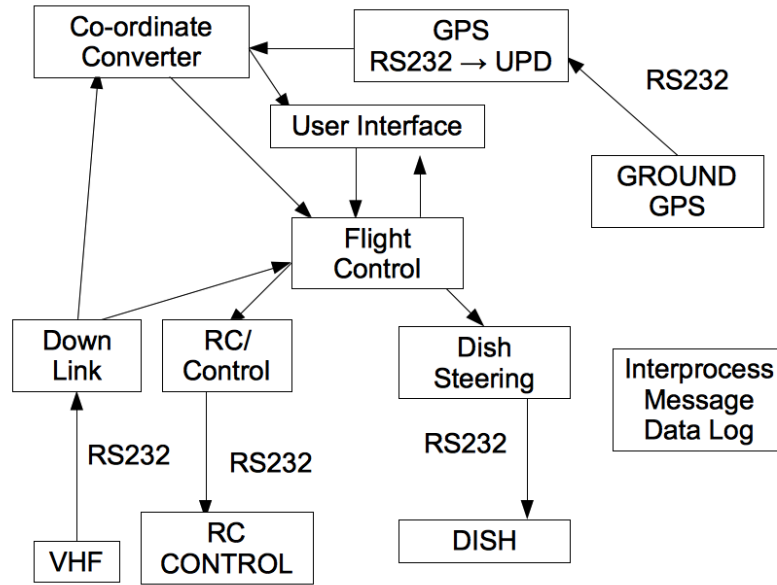 Co-ordinate
Converter
GPS
RS232 → UPD
RS232
User Interface
GROUND
GPS
Flight
Control
Down
Link
RC/
Control
Dish
Steering
Interprocess
Message
Data Log
RS232
RS232
RS232
VHF
RC
CONTROL
DISH